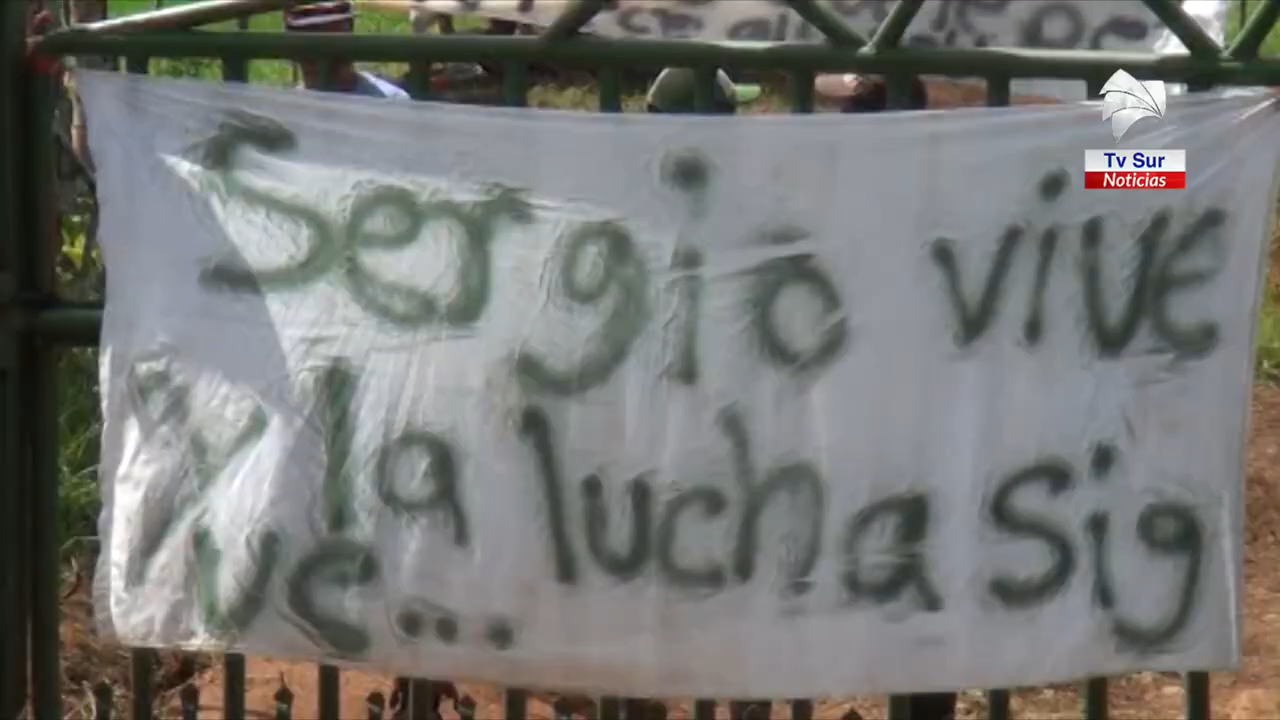 Tv Sur
Noticias
Sergio vive
y la lucha sig
ue...